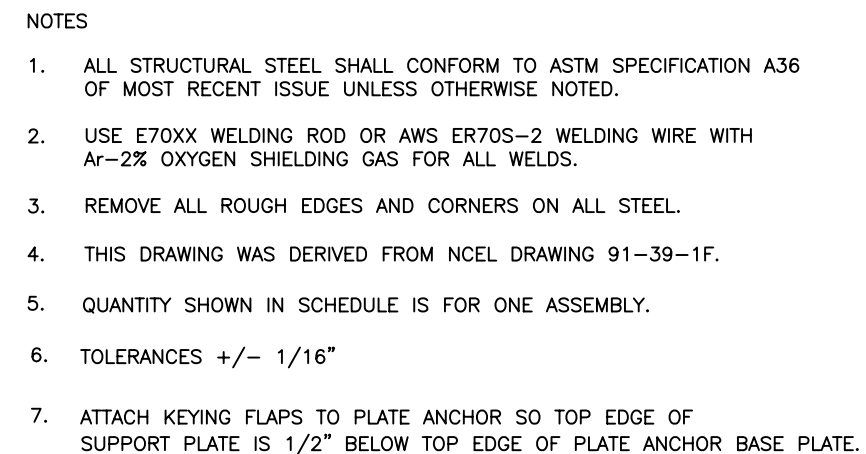 NOTES
1. ALL STRUCTURAL STEEL SHALL CONFORM TO ASTM SPECIFICATION A36
OF MOST RECENT ISSUE UNLESS OTHERWISE NOTED.
2. USE E70XX WELDING ROD OR AWS ER70S-2 WELDING WIRE WITH
Ar-2% OXYGEN SHIELDING GAS FOR ALL WELDS.
3. REMOVE ALL ROUGH EDGES AND CORNERS ON ALL STEEL.
4. THIS DRAWING WAS DERIVED FROM NCEL DRAWING 91-39-1F.
5. QUANTITY SHOWN IN SCHEDULE IS FOR ONE ASSEMBLY.
6. TOLERANCES +/- 1/16"
7. ATTACH KEYING FLAPS TO PLATE ANCHOR SO TOP EDGE OF
SUPPORT PLATE IS 1/2" BELOW TOP EDGE OF PLATE ANCHOR BASE PLATE.